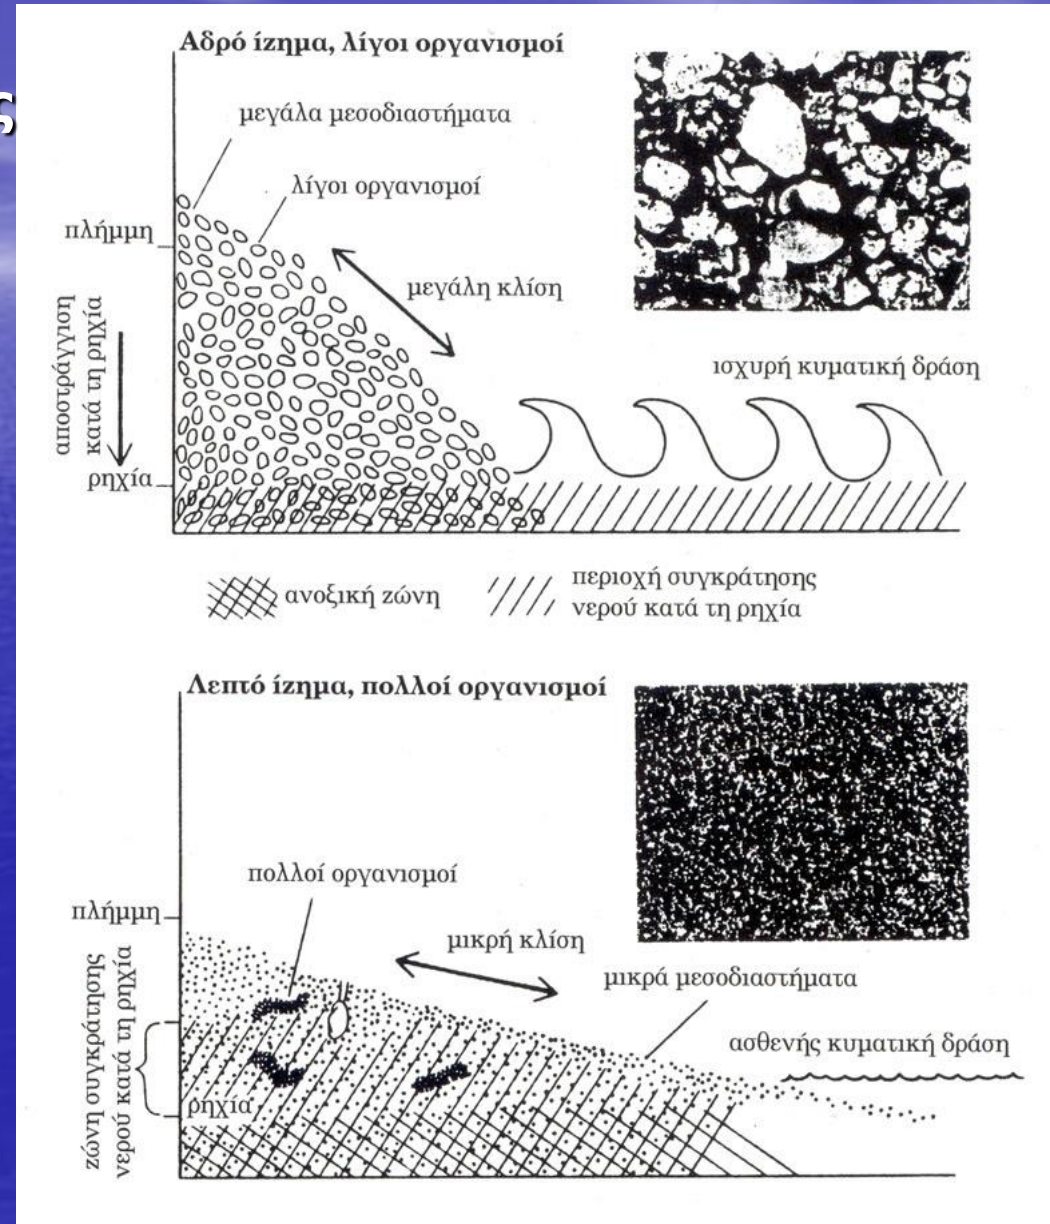 ς
Αδρό ίζημα, λίγοι οργανισμοί
μεγάλα μεσοδιαστήματα
λίγοι οργανισμοί
πλήμμη
μεγάλη κλίση
αποστράγγιση
κατά τη ρηχία
ισχυρή κυματική δράση
ρηχία
ανοξική ζώνη
περιοχή συγκράτησης
νερού κατά τη ρηχία
Λεπτό ίζημα, πολλοί οργανισμοί
πολλοί οργανισμοί
πλήμμη
μικρή κλίση
μικρά μεσοδιαστήματα
ζώνη συγκράτησης
νερού κατά τη ρηχία
ασθενής κυματική δράση
ρηχία